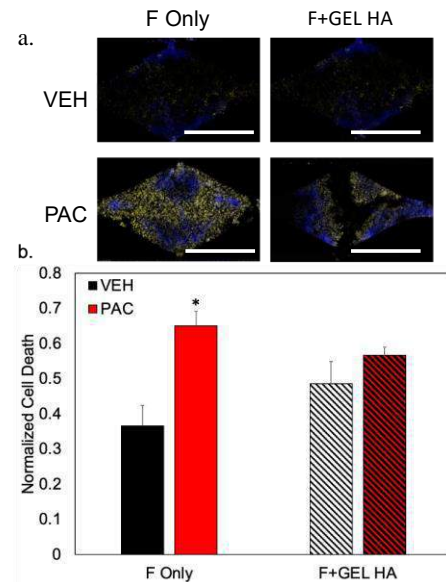 a.
F Only
F+GEL HA
VEH
PAC
b.
0.8
0.7
0.6
0.5
0.4
0.3
0.2
0.1
0
Normalized Cell Death
VEH
PAC
*
F Only
F+GEL HA